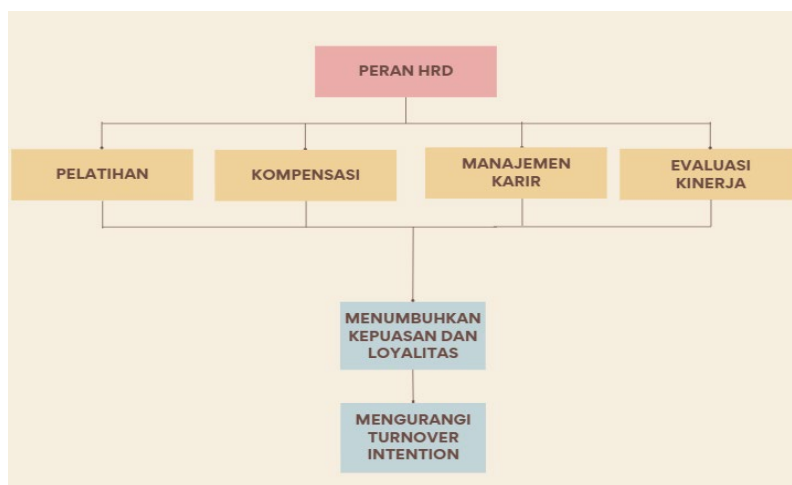 PERAN HRD
PELATIHAN
KOMPENSASI
MANAJEMEN
KARIR
EVALUASI
KINERJA
MENUMBUHKAN
KEPUASAN DAN
LOYALITAS
MENGURANGI
TURNOVER
INTENTION